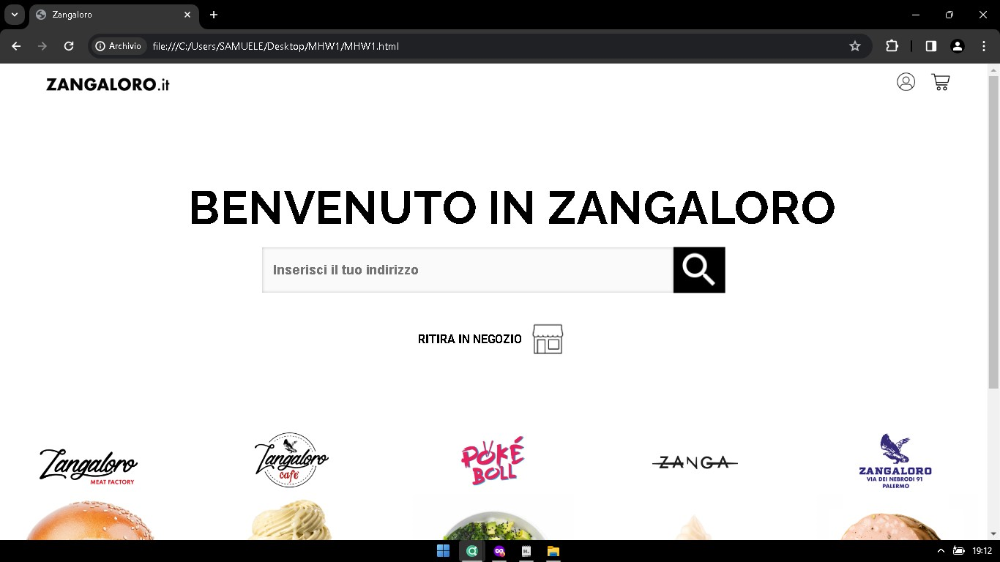 Zangaloro
Archivio
file:///C:/Users/SAMUELE/Desktop/MHW1/MHW1.html
ZANGALORO.it
BENVENUTO IN ZANGALORO
Inserisci il tuo indirizzo
RITIRA IN NEGOZIO
Zangaloro
MEAT FACTORY
Zangaloro
cafe'
POKÉ
BOLL
ZANGA
ZANGALORO
VIA DEI NEBRODI 91
PALERMO
19:12